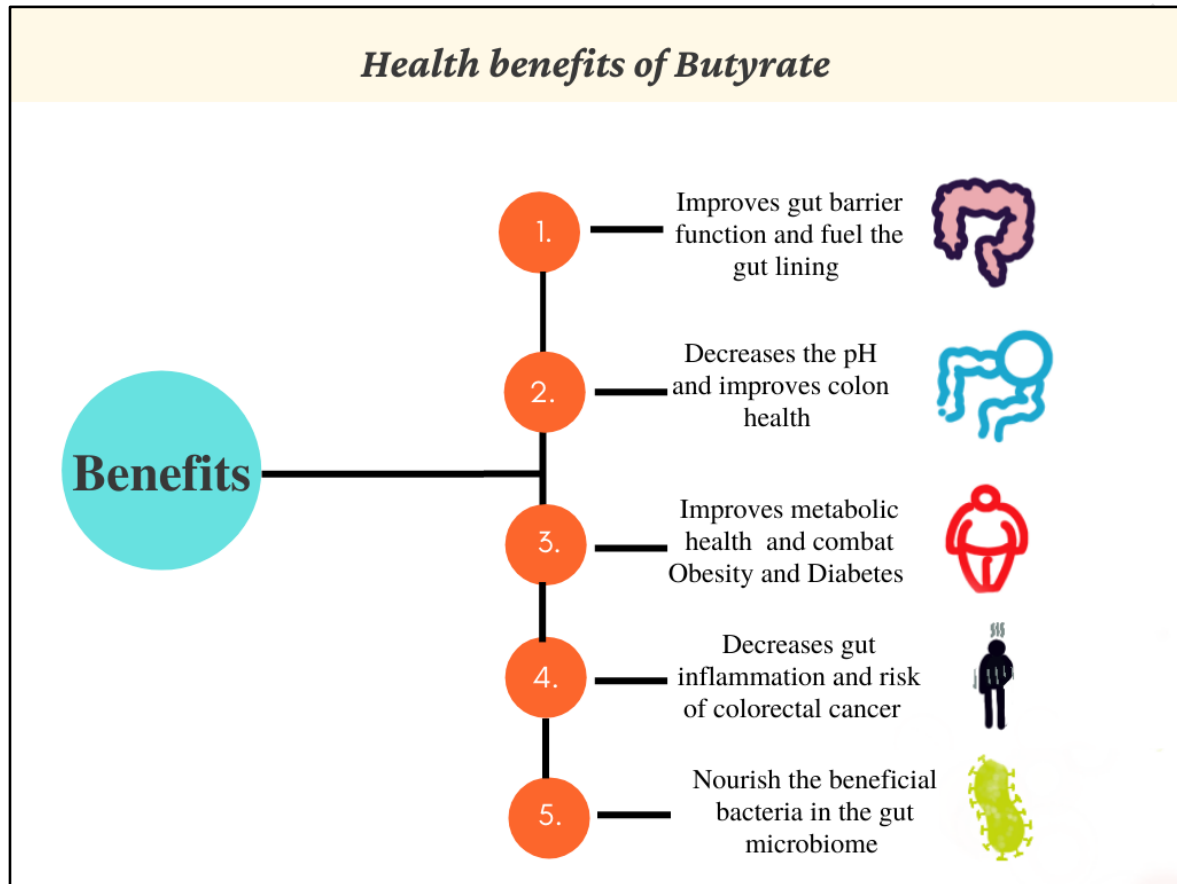 Health benefits of Butyrate
Benefits
1.
Improves gut barrier
function and fuel the
gut lining
2.
Decreases the pH
and improves colon
health
3.
Improves metabolic
health and combat
Obesity and Diabetes
4.
Decreases gut
inflammation and risk
of colorectal cancer
5.
Nourish the beneficial
bacteria in the gut
microbiome